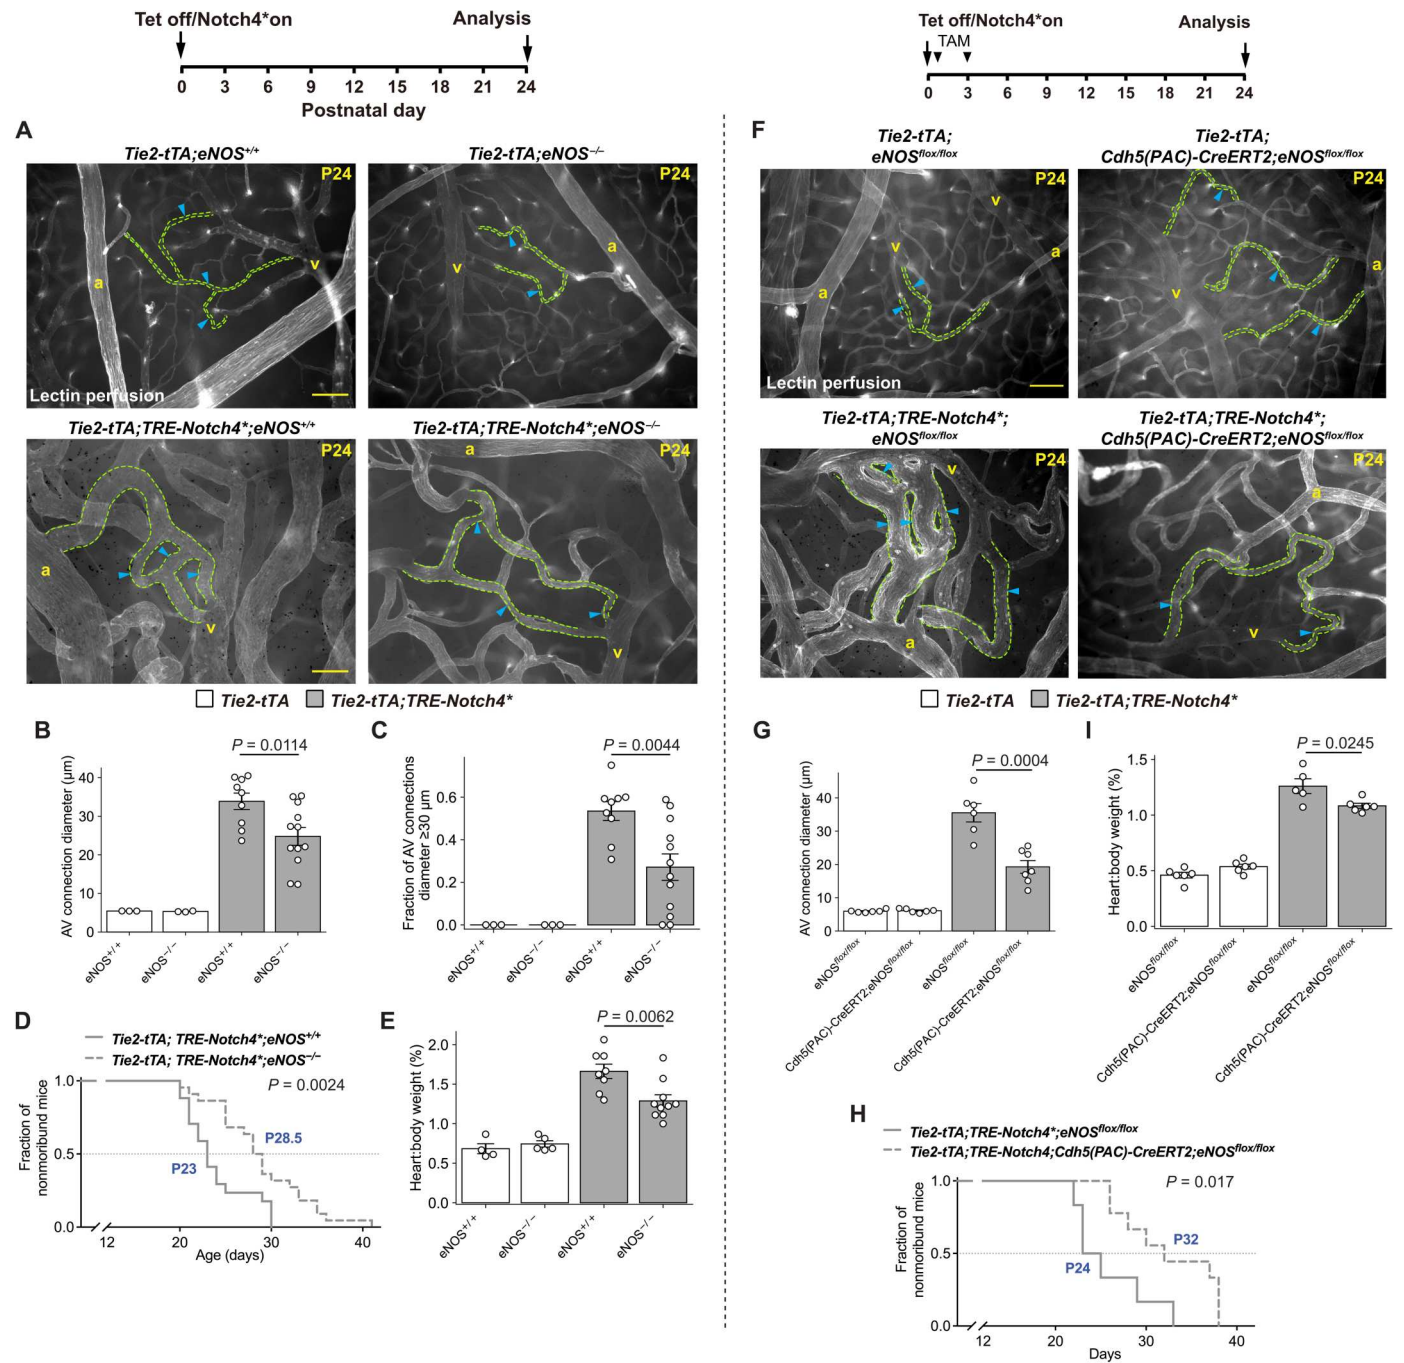 Tet off/Notch4*on
Analysis
0 3 6 9 12 15 18 21 24
Postnatal day
A
Tie2-tTA;eNOS+/+
P24
a
v
Lectin perfusion
Tie2-tTA;eNOS−/−
P24
v
a
Tie2-tTA;TRE-Notch4*;eNOS+/+
P24
a
v
Tie2-tTA;TRE-Notch4*;eNOS−/−
P24
a
v
Tie2-tTA
Tie2-tTA;TRE-Notch4*
B
P = 0.0114
AV connection diameter (μm)
40
30
20
10
0
eNOS+/+
eNOS−/−
eNOS+/+
eNOS−/−
C
P = 0.0044
Fraction of AV connections
diameter ≥30 μm
0.6
0.4
0.2
0.0
eNOS+/+
eNOS−/−
eNOS+/+
eNOS−/−
D
Tie2-tTA; TRE-Notch4*;eNOS+/+
Tie2-tTA; TRE-Notch4*;eNOS−/−
P = 0.0024
Fraction of
nonmoribund mice
1.0
0.5
0.0
P28.5
P23
12 20 30 40
Age (days)
E
P = 0.0062
Heart:body weight (%)
2.0
1.5
1.0
0.5
0.0
eNOS+/+
eNOS−/−
eNOS+/+
eNOS−/−
Tet off/Notch4*on
Analysis
TAM
0 3 6 9 12 15 18 21 24
F
Tie2-tTA;
eNOSflox/flox
P24
v
v
a
a
Lectin perfusion
Tie2-tTA;
Cdh5(PAC)-CreERT2;eNOSflox/flox
P24
a
v
Tie2-tTA;TRE-Notch4*;
eNOSflox/flox
P24
v
a
Tie2-tTA;TRE-Notch4*;
Cdh5(PAC)-CreERT2;eNOSflox/flox
P24
a
v
Tie2-tTA
Tie2-tTA;TRE-Notch4*
G
P = 0.0004
AV connection diameter (μm)
40
30
20
10
0
eNOSflox/flox
Cdh5(PAC)-CreERT2;eNOSflox/flox
eNOSflox/flox
Cdh5(PAC)-CreERT2;eNOSflox/flox
I
P = 0.0245
Heart:body weight (%)
1.5
1.0
0.5
0.0
eNOSflox/flox
Cdh5(PAC)-CreERT2;eNOSflox/flox
eNOSflox/flox
Cdh5(PAC)-CreERT2;eNOSflox/flox
H
Tie2-tTA;TRE-Notch4*;eNOSflox/flox
Tie2-tTA;TRE-Notch4;Cdh5(PAC)-CreERT2;eNOSflox/flox
P = 0.017
Fraction of
nonmoribund mice
1.0
0.5
0.0
P32
P24
12 20 30 40
Days